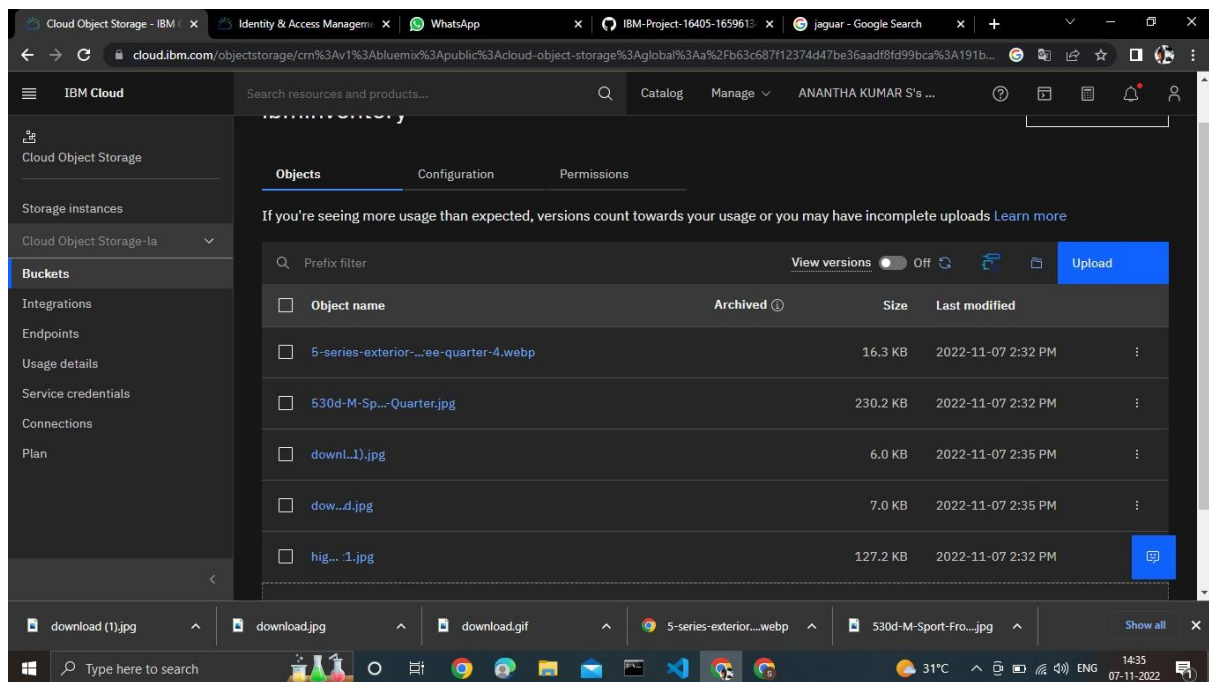 Cloud Object Storage - IBM C
Identity & Access Manageme
WhatsApp
IBM-Project-16405-1659613
jaguar - Google Search
cloud.ibm.com/objectstorage/crn%3Av1%3Abluemix%3Apublic%3Acloud-object-storage%3Aglobal%3Aa%2Fb63c687f12374d47be36aadf8fd99bca%3A191b...
IBM Cloud
Search resources and products...
Catalog
Manage
ANANTHA KUMAR S's ...
Cloud Object Storage
Storage instances
Cloud Object Storage-la
Buckets
Integrations
Endpoints
Usage details
Service credentials
Connections
Plan
ibminventory
Objects Configuration Permissions
If you're seeing more usage than expected, versions count towards your usage or you may have incomplete uploads Learn more
Prefix filter View versions Off Upload
Object name Archived Size Last modified
5-series-exterior-...ee-quarter-4.webp 16.3 KB 2022-11-07 2:32 PM
530d-M-Sp...-Quarter.jpg 230.2 KB 2022-11-07 2:32 PM
downl...1).jpg 6.0 KB 2022-11-07 2:35 PM
dow...d.jpg 7.0 KB 2022-11-07 2:35 PM
hig... :1.jpg 127.2 KB 2022-11-07 2:32 PM
download (1).jpg
download.jpg
download.gif
5-series-exterior....webp
530d-M-Sport-Fro....jpg
Show all
Type here to search
31°C
ENG
14:35
07-11-2022
1